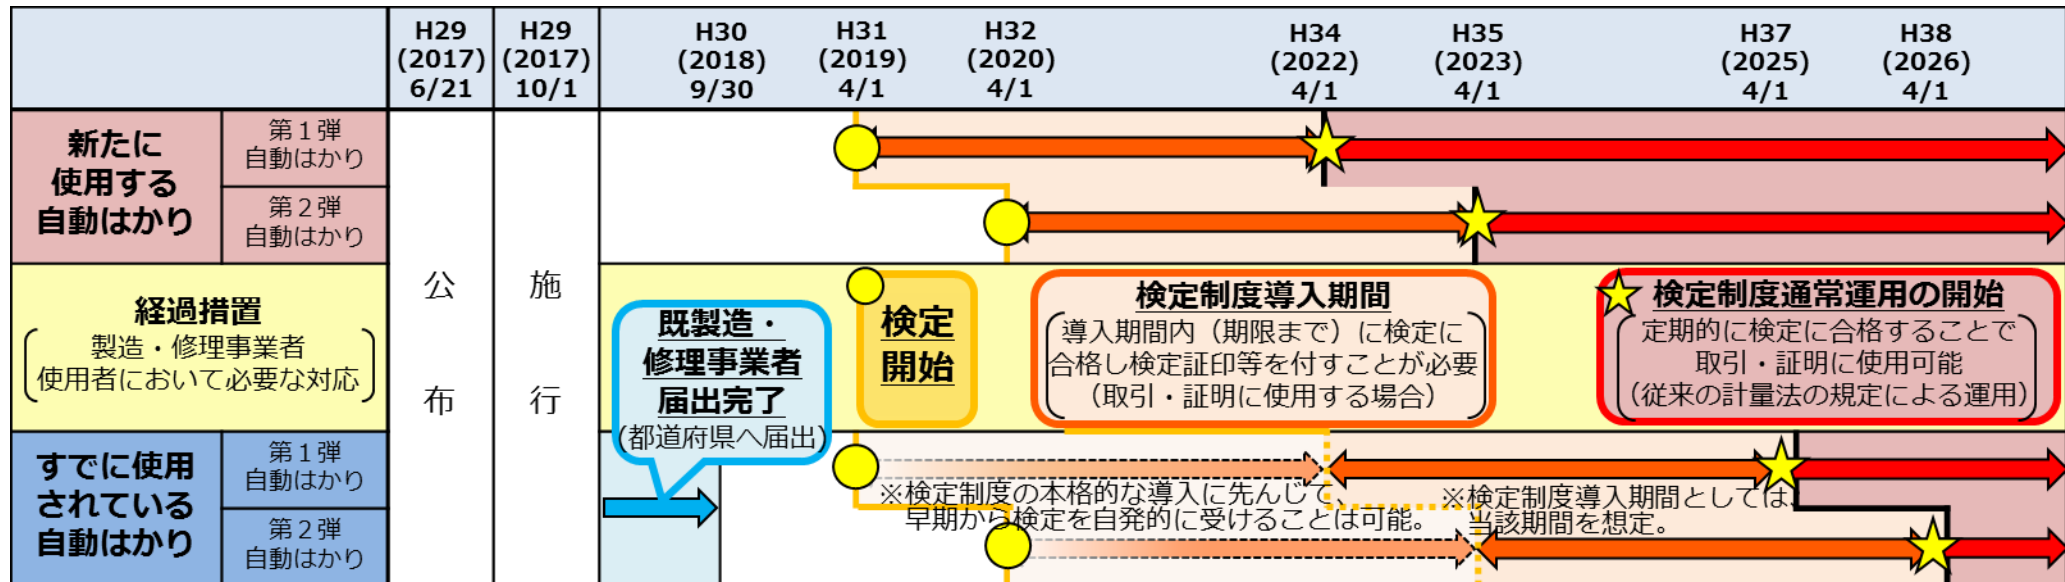 H29
(2017)
6/21
H29
(2017)
10/1
H30
(2018)
9/30
H31
(2019)
4/1
H32
(2020)
4/1
H34
(2022)
4/1
H35
(2023)
4/1
H37
(2025)
4/1
H38
(2026)
4/1
新たに
使用する
自動はかり
第１弾
自動はかり
第２弾
自動はかり
公
布
施
行
経過措置
製造・修理事業者
使用者において必要な対応
既製造・
修理事業者
届出完了
(都道府県へ届出)
検定
開始
検定制度導入期間
導入期間内（期限まで）に検定に
合格し検定証印等を付すことが必要
（取引・証明に使用する場合）
検定制度通常運用の開始
定期的に検定に合格することで
取引・証明に使用可能
(従来の計量法の規定による運用)
すでに使用
されている
自動はかり
第１弾
自動はかり
第２弾
自動はかり
※検定制度の本格的な導入に先んじて、
早期から検定を自発的に受けることは可能。
※検定制度導入期間としては、
当該期間を想定。